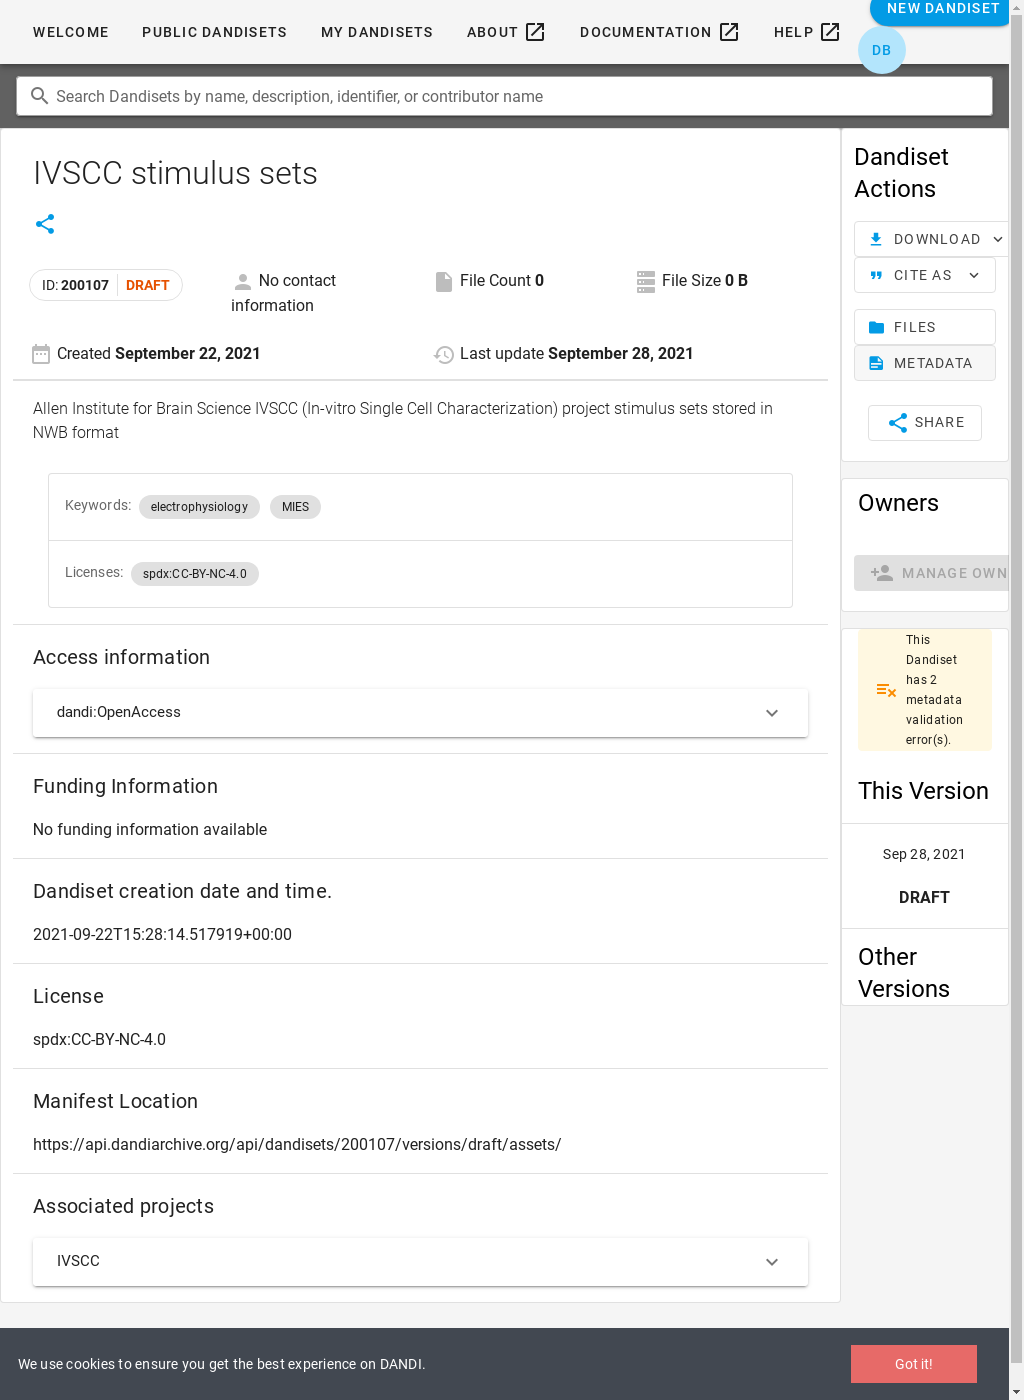 WELCOME PUBLIC DANDISETS MY DANDISETS ABOUT DOCUMENTATION HELP NEW DANDISET
DB
Search Dandisets by name, description, identifier, or contributor name
IVSCC stimulus sets
ID: 200107 DRAFT
No contact
information
File Count 0
File Size 0 B
Created September 22, 2021
Last update September 28, 2021
Allen Institute for Brain Science IVSCC (In-vitro Single Cell Characterization) project stimulus sets stored in
NWB format
Keywords: electrophysiology MIES
Licenses: spdx:CC-BY-NC-4.0
Access information
dandi:OpenAccess
Funding Information
No funding information available
Dandiset creation date and time.
2021-09-22T15:28:14.517919+00:00
License
spdx:CC-BY-NC-4.0
Manifest Location
https://api.dandiarchive.org/api/dandisets/200107/versions/draft/assets/
Associated projects
IVSCC
Dandiset
Actions
DOWNLOAD
CITE AS
FILES
METADATA
SHARE
Owners
MANAGE OWN
This
Dandiset
has 2
metadata
validation
error(s).
This Version
Sep 28, 2021
DRAFT
Other
Versions
We use cookies to ensure you get the best experience on DANDI.
Got it!